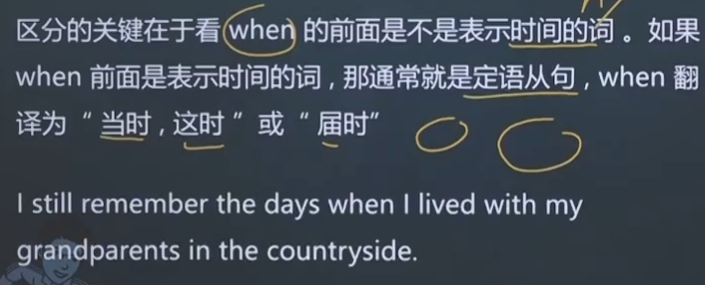 区分的关键在于看 when 的前面是不是表示时间的词 。如果
when 前面是表示时间的词 , 那通常就是定语从句 , when 翻
译为 “ 当时 , 这时 ” 或 “ 届时”
I still remember the days when I lived with my
grandparents in the countryside.